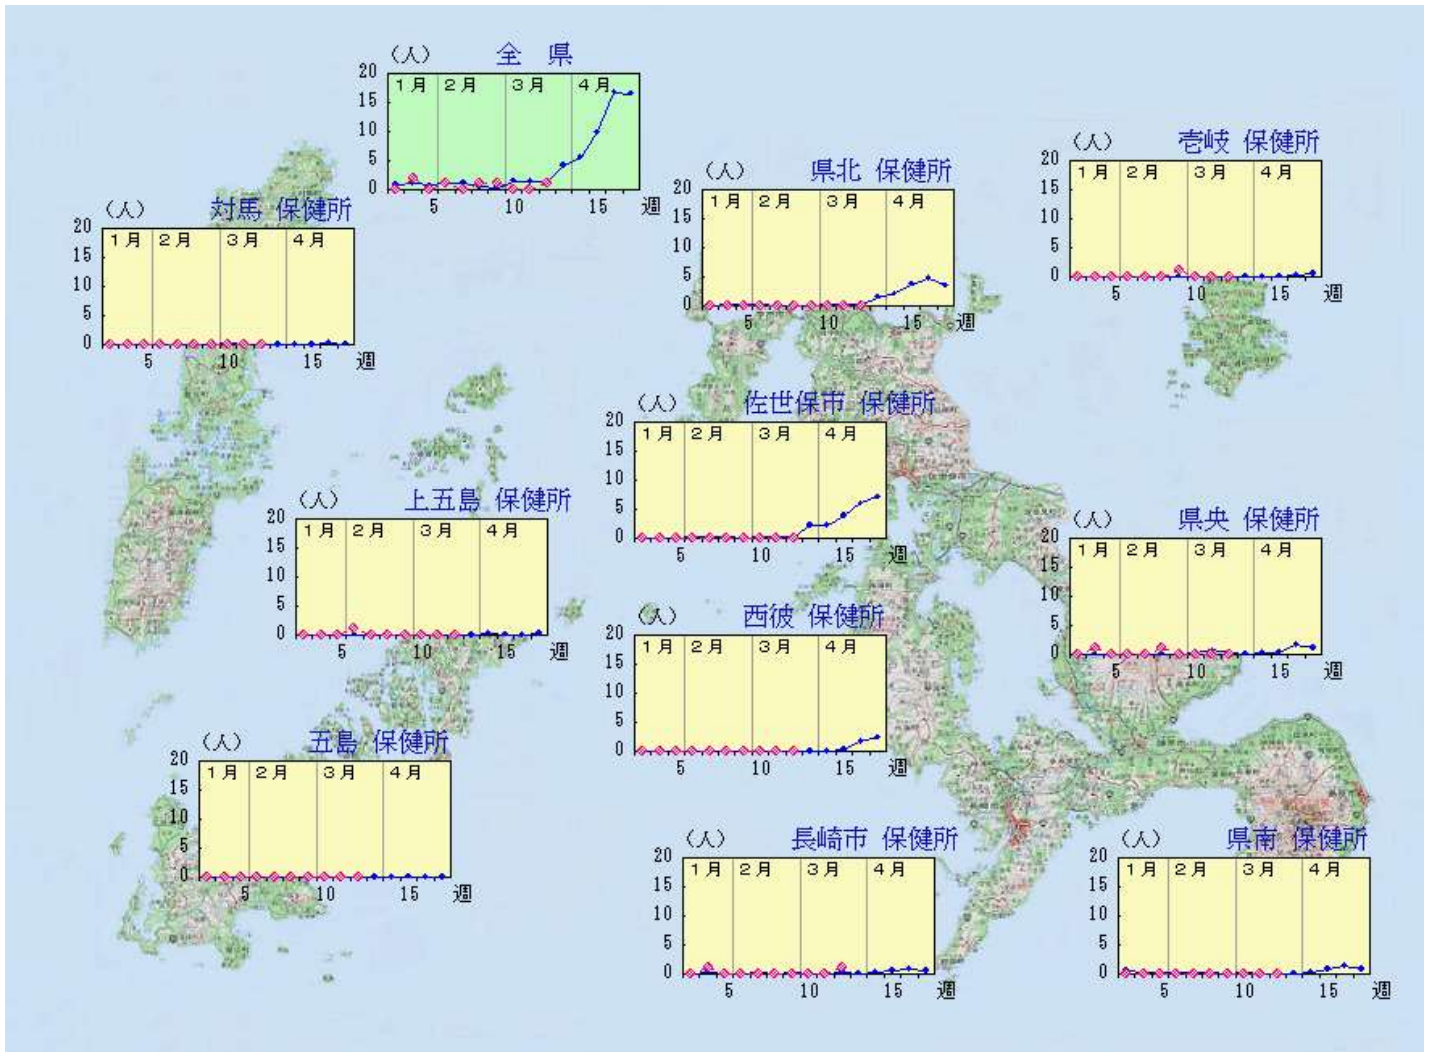 (人) 全 県
20
15
10
5
0
1月 2月 3月 4月
5 10 15 週
(人) 壱岐 保健所
20
15
10
5
0
1月 2月 3月 4月
5 10 15 週
(人) 県北 保健所
20
15
10
5
0
1月 2月 3月 4月
5 10 15 週
(人) 対馬 保健所
20
15
10
5
0
1月 2月 3月 4月
5 10 15 週
(人) 佐世保市 保健所
20
15
10
5
0
1月 2月 3月 4月
5 10 15 週
(人) 上五島 保健所
20
15
10
5
0
1月 2月 3月 4月
5 10 15 週
(人) 県央 保健所
20
15
10
5
0
1月 2月 3月 4月
5 10 15 週
(人) 西彼 保健所
20
15
10
5
0
1月 2月 3月 4月
5 10 15 週
(人) 五島 保健所
20
15
10
5
0
1月 2月 3月 4月
5 10 15 週
(人) 長崎市 保健所
20
15
10
5
0
1月 2月 3月 4月
5 10 15 週
(人) 県南 保健所
20
15
10
5
0
1月 2月 3月 4月
5 10 15 週